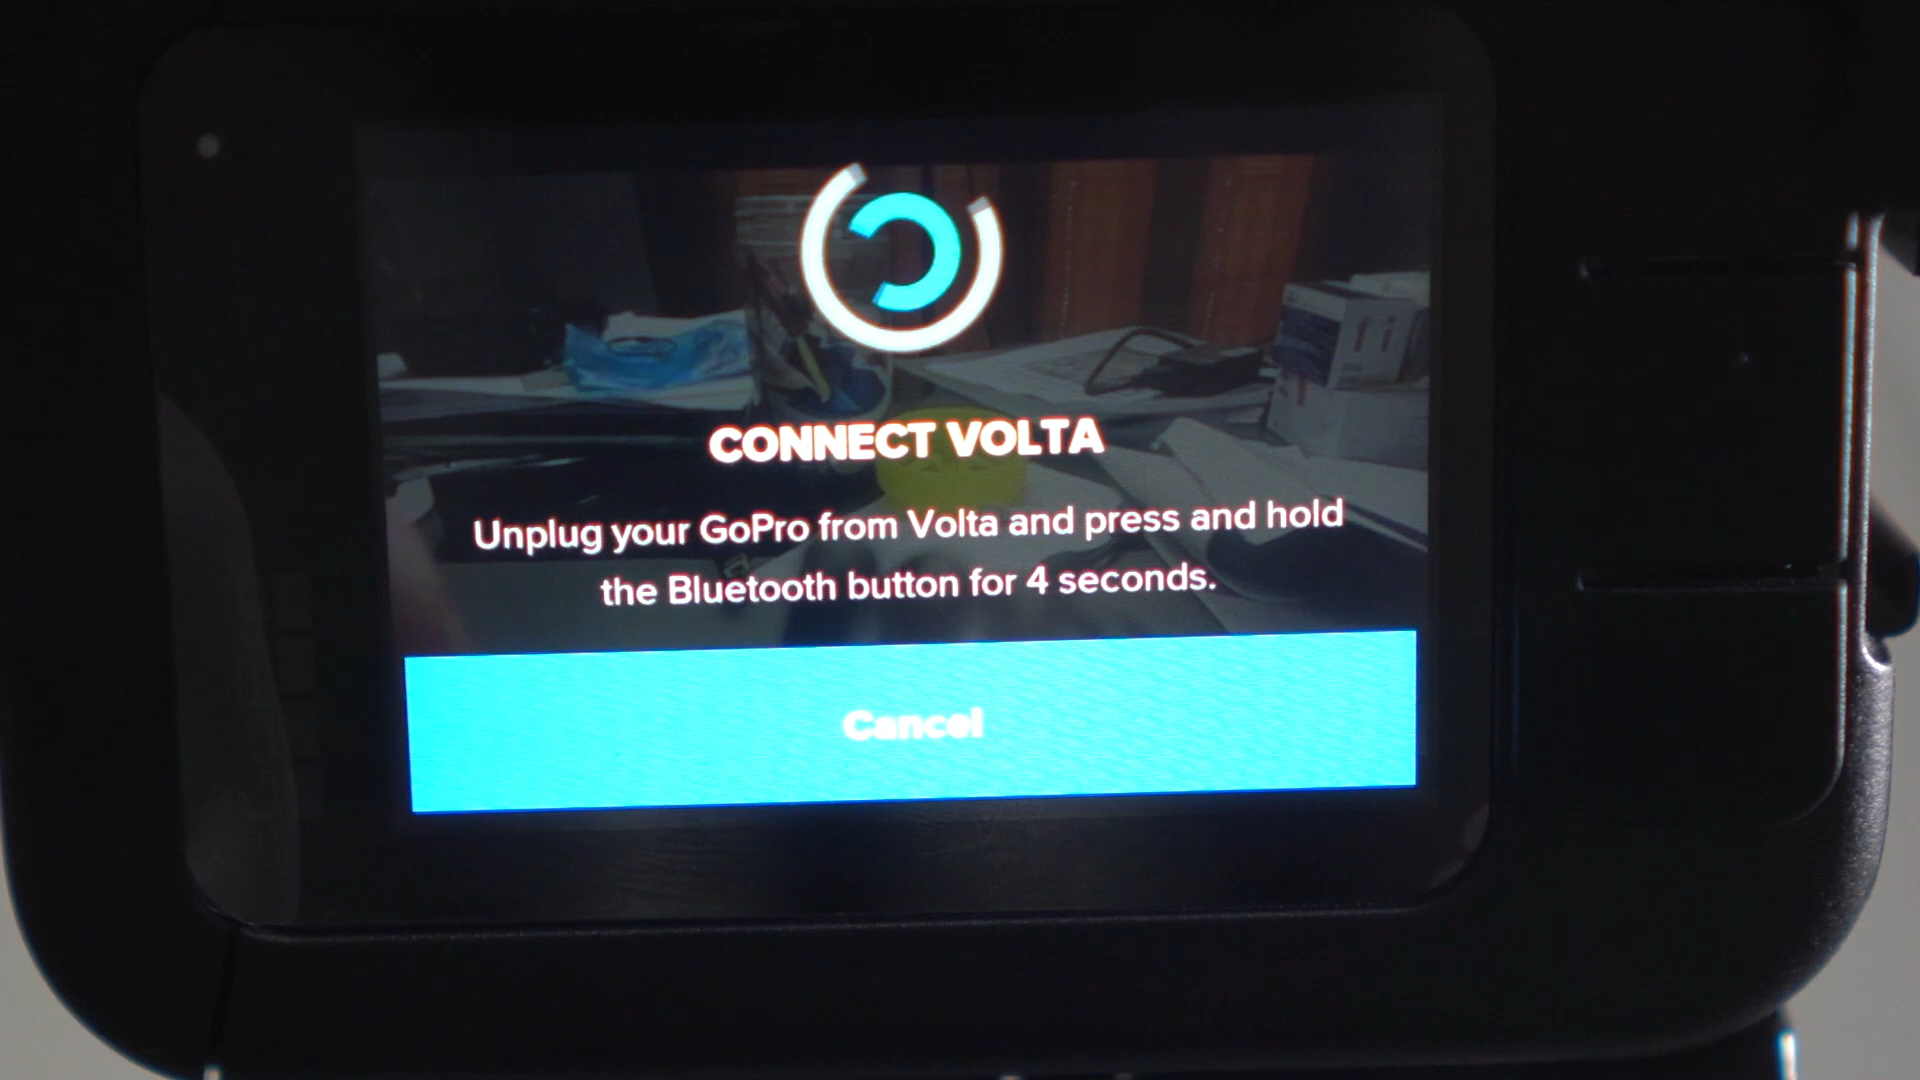 CONNECT VOLTA
Unplug your GoPro from Volta and press and hold
the Bluetooth button for 4 seconds.
Cancel